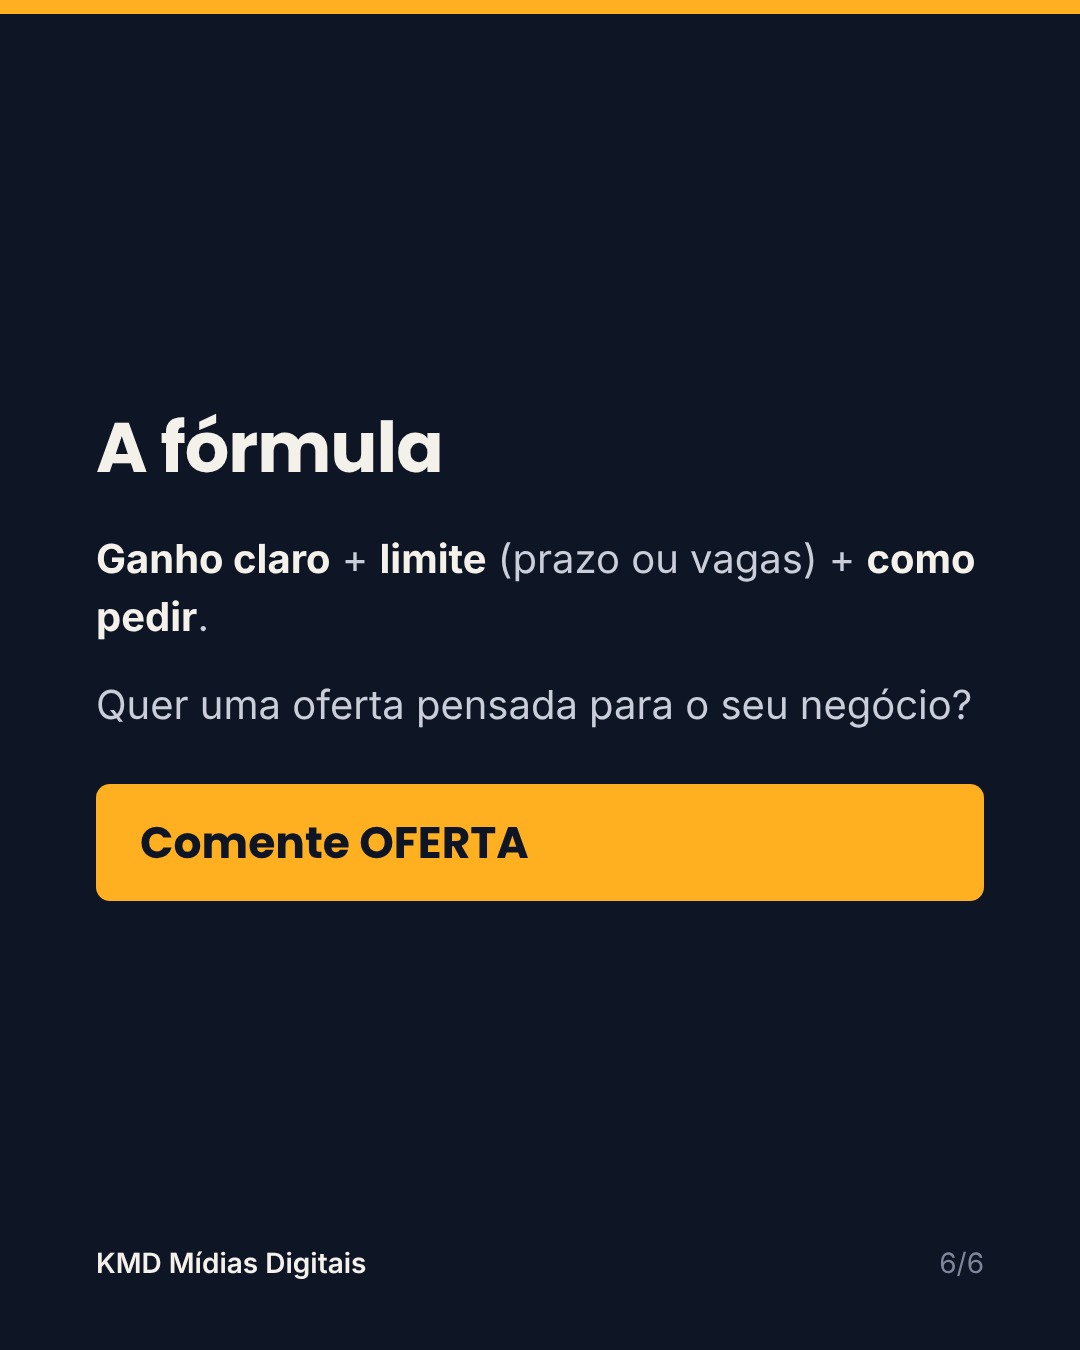 A fórmula
Ganho claro + limite (prazo ou vagas) + como
pedir.
Quer uma oferta pensada para o seu negócio?
Comente OFERTA
KMD Mídias Digitais
6/6